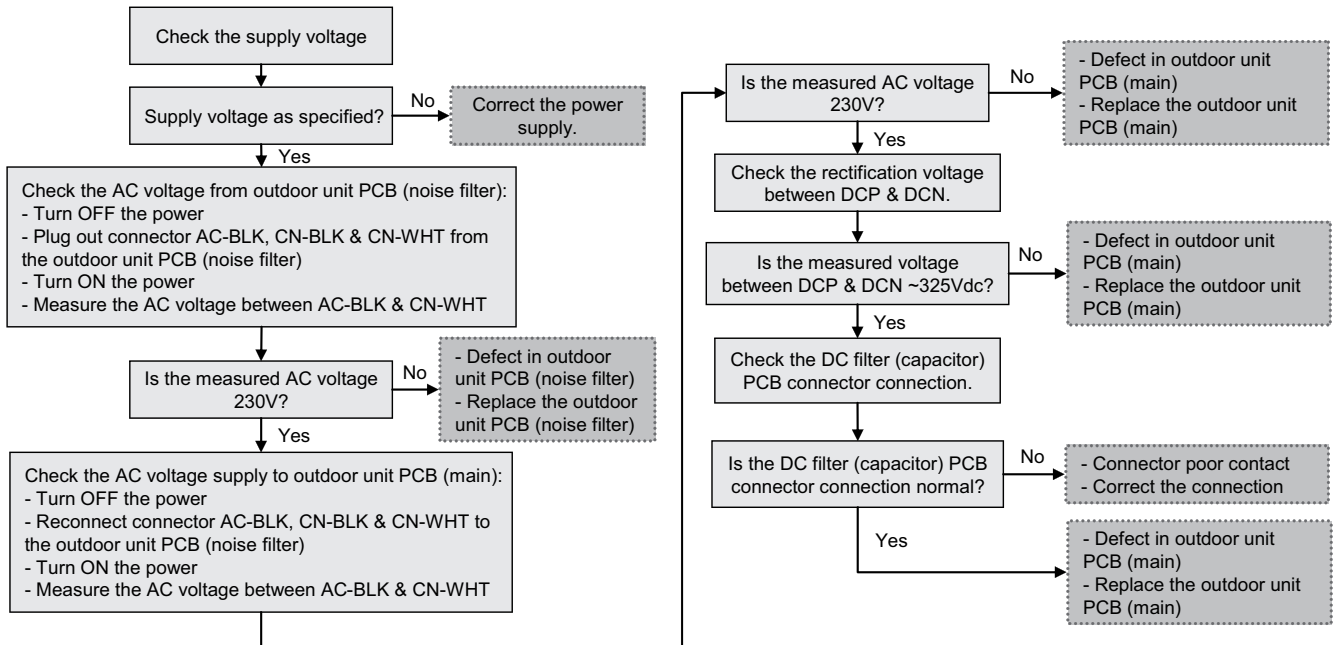 Check the supply voltage
Supply voltage as specified?
No
Correct the power
supply.
Yes
Check the AC voltage from outdoor unit PCB (noise filter):
- Turn OFF the power
- Plug out connector AC-BLK, CN-BLK & CN-WHT from
the outdoor unit PCB (noise filter)
- Turn ON the power
- Measure the AC voltage between AC-BLK & CN-WHT
Is the measured AC voltage
230V?
No
- Defect in outdoor
unit PCB (noise filter)
- Replace the outdoor
unit PCB (noise filter)
Yes
Check the AC voltage supply to outdoor unit PCB (main):
- Turn OFF the power
- Reconnect connector AC-BLK, CN-BLK & CN-WHT to
the outdoor unit PCB (noise filter)
- Turn ON the power
- Measure the AC voltage between AC-BLK & CN-WHT
Is the measured AC voltage
230V?
No
- Defect in outdoor unit
PCB (main)
- Replace the outdoor unit
PCB (main)
Yes
Check the rectification voltage
between DCP & DCN.
Is the measured voltage
between DCP & DCN ~325Vdc?
No
- Defect in outdoor unit
PCB (main)
- Replace the outdoor unit
PCB (main)
Yes
Check the DC filter (capacitor)
PCB connector connection.
Is the DC filter (capacitor) PCB
connector connection normal?
No
- Connector poor contact
- Correct the connection
Yes
- Defect in outdoor unit
PCB (main)
- Replace the outdoor unit
PCB (main)